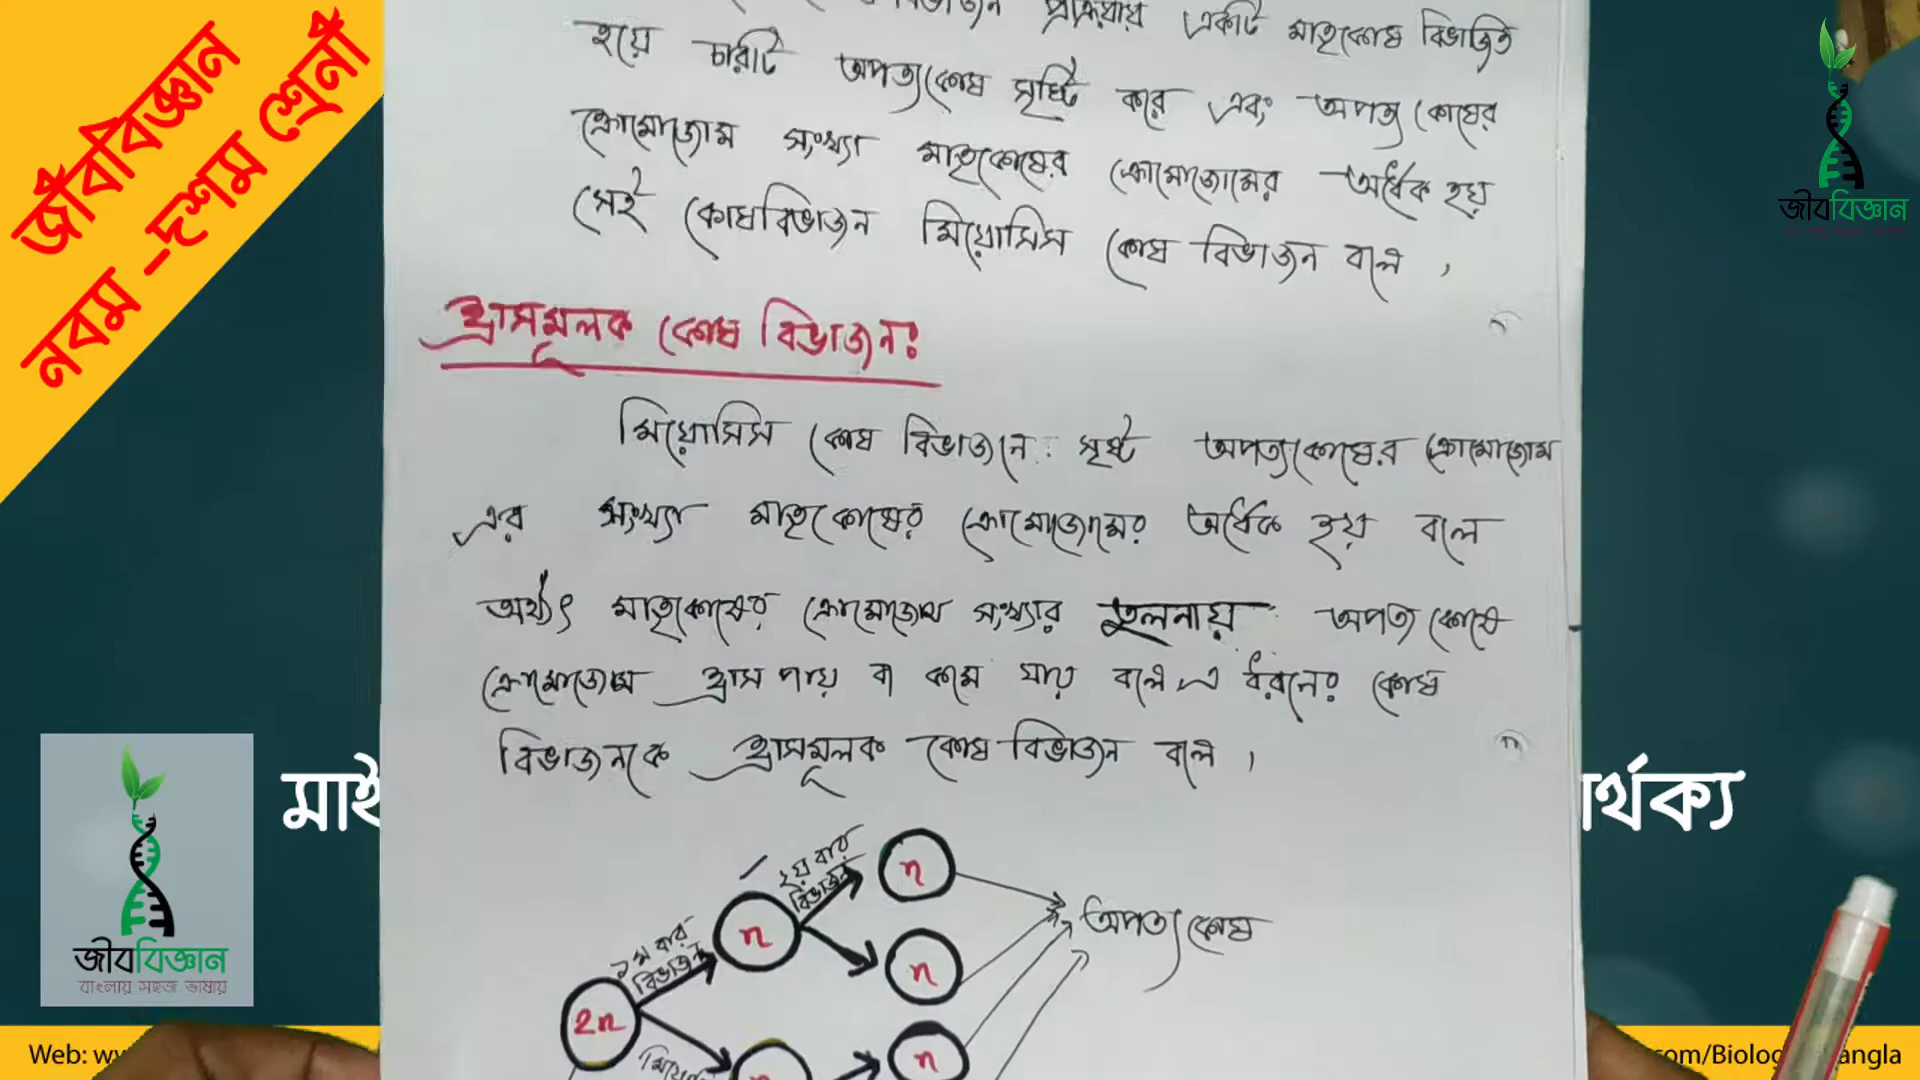 জীববিজ্ঞান
নবম -দশম শ্রেনী
প্রক্রিয়ায় একটি মাতৃকোষ বিভাজিত
হয়ে চারটি অপত্যকোষ সৃষ্টি করে এবং অপত্য কোষের
ক্রোমোজোম সংখ্যা মাতৃকোষের ক্রোমোজোমের অর্ধেক হয়
সেই কোষবিভাজন মিয়োসিস কোষ বিভাজন বলে ।
হ্রাসমূলক কোষ বিভাজন:
মিয়োসিস কোষ বিভাজনে সৃষ্ট অপত্যকোষের ক্রোমোজোম
এর সংখ্যা মাতৃকোষের ক্রোমোজোমের অর্ধেক হয় বলে
অর্থাৎ মাতৃকোষের ক্রোমোজোম সংখ্যার তুলনায় অপত্য কোষে
ক্রোমোজোম হ্রাস পায় বা কমে যায় বলে এ ধরনের কোষ
বিভাজনকে হ্রাসমূলক কোষ বিভাজন বলে ।
২য় বার
বিভাজন
n
১ম বার
বিভাজন
n
অপত্য কোষ
n
2n
n
জীববিজ্ঞান
জীববিজ্ঞান
বাংলায় সহজ ভাষায়
মাই
র্থক্য
Web: w
com/Biolog
angla